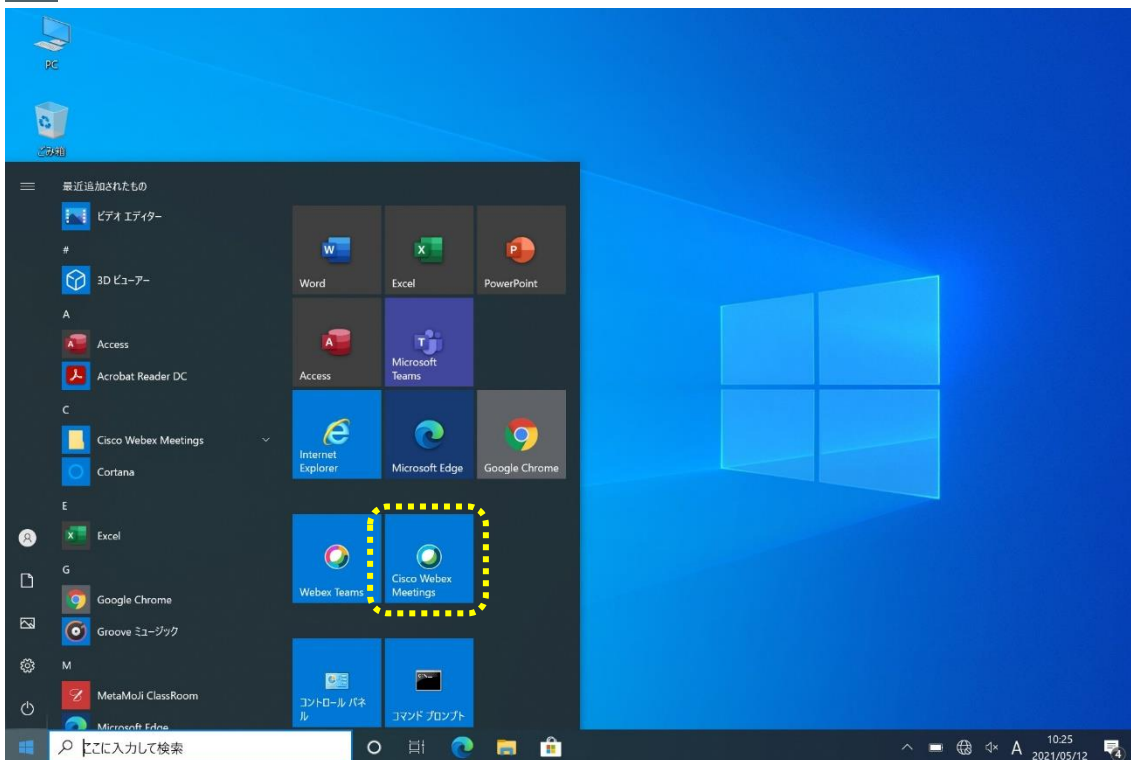 PC
ごみ箱
最近追加されたもの
ビデオ エディター
#
3D ビューアー
A
Access
Acrobat Reader DC
C
Cisco Webex Meetings
Cortana
E
Excel
G
Google Chrome
Groove ミュージック
M
MetaMoJi ClassRoom
Microsoft Edge
Word
Excel
PowerPoint
Access
Microsoft
Teams
Internet
Explorer
Microsoft Edge
Google Chrome
Webex Teams
Cisco Webex
Meetings
コントロール パネ
ル
コマンド プロンプト
ここに入力して検索
A
10:25
2021/05/12
4